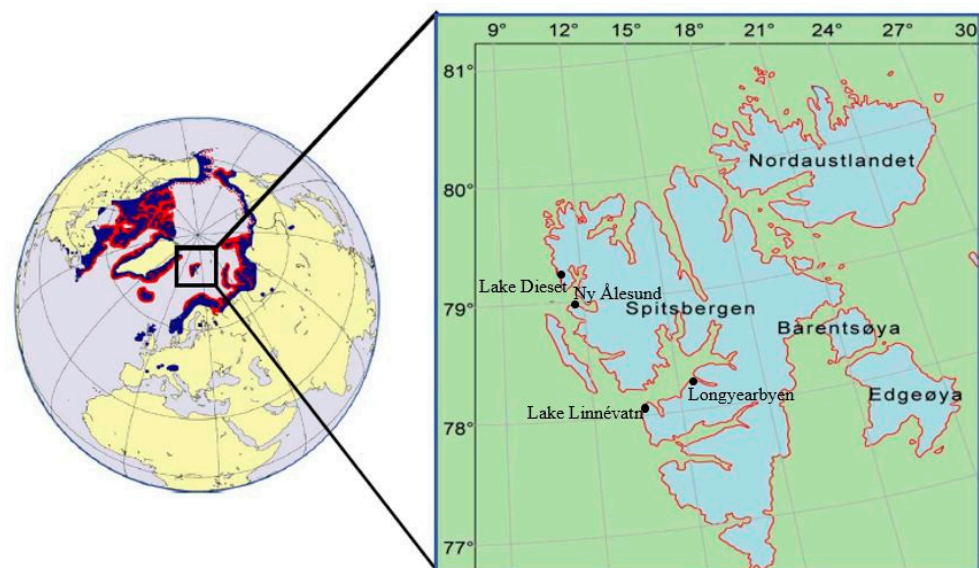 9° 12° 15° 18° 21° 24° 27° 30
81°
Nordaustlandet
80°
Lake Dieset
Ny Ålesund
79°
Spitsbergen
Barentsøya
Longyearbyen
Edgeøya
Lake Linnévatn
78°
77°